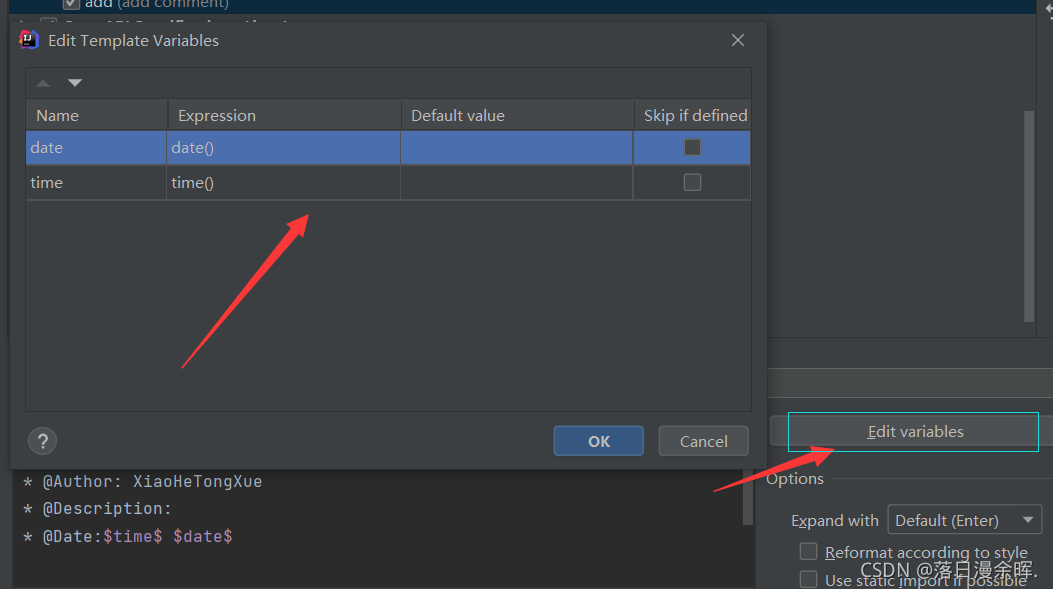 add (add comment)
Edit Template Variables
Name Expression Default value Skip if defined
date date()
time time()
? OK Cancel
Edit variables
* @Author: XiaoHeTongXue
* @Description:
* @Date:$time$ $date$
Options
Expand with Default (Enter)
Reformat according to style
Use static import if possible
CSDN @落日漫余晖.